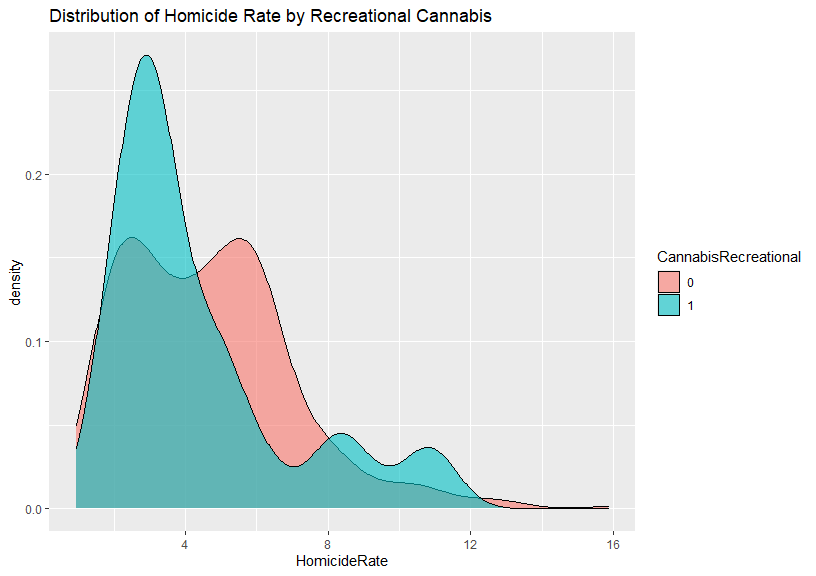 Distribution of Homicide Rate by Recreational Cannabis
density
0.2
0.1
0.0
4
8
12
16
HomicideRate
CannabisRecreational
0
1